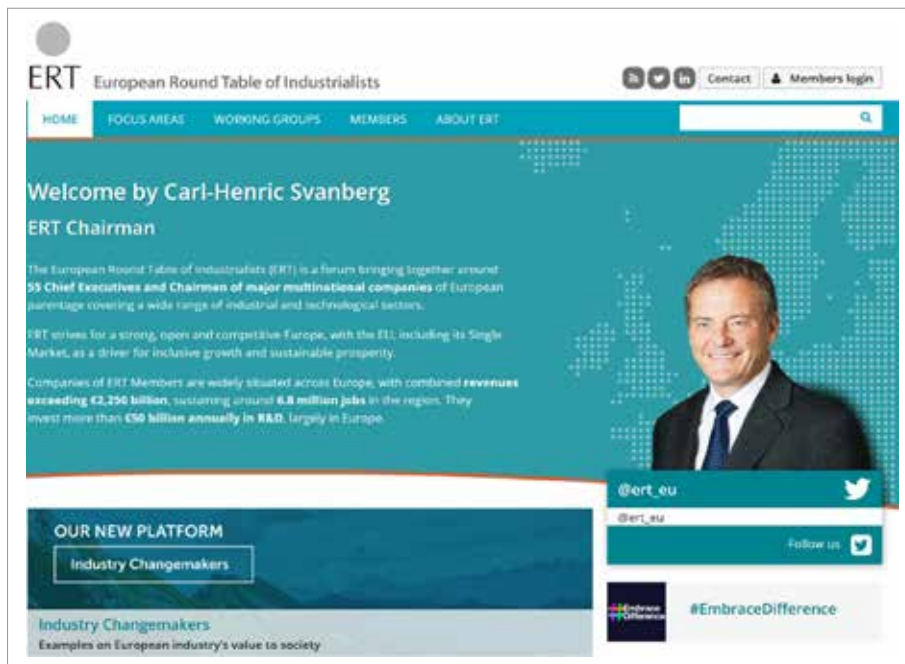 ERT European Round Table of Industrialists
Contact
Members login
HOME
FOCUS AREAS
WORKING GROUPS
MEMBERS
ABOUT ERT
Welcome by Carl-Henric Svanberg
ERT Chairman
The European Round Table of Industrialists (ERT) is a forum bringing together around
55 Chief Executives and Chairman of major multinational companies of European
parentage covering a wide range of industrial and technological sectors.
ERT strives for a strong, open and competitive Europe, with the EU, including its Single
Market, as a driver for inclusive growth and sustainable prosperity.
Companies of ERT Members are widely situated across Europe, with combined revenues
exceeding €2,250 billion, sustaining around 6.8 million jobs in the region. They
invest more than €50 billion annually in R&D, largely in Europe.
@ert_eu
@ert_eu
Follow us
OUR NEW PLATFORM
Industry Changemakers
Industry Changemakers
Examples on European industry's value to society
#Embrace
Difference
#EmbraceDifference